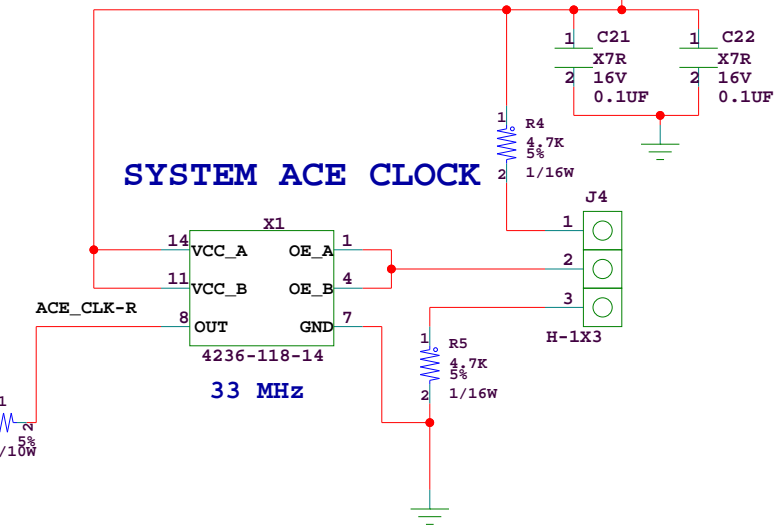 1 C21
X7R
2 16V
0.1UF
1 C22
X7R
2 16V
0.1UF
1 R4
4.7K
5%
2 1/16W
SYSTEM ACE CLOCK
J4
1
2
3
H-1X3
X1
14 VCC_A OE_A 1
11 VCC_B OE_B 4
8 OUT GND 7
4236-118-14
33 MHz
ACE_CLK-R
1 R5
4.7K
5%
2 1/16W
1
2
5%
/10W